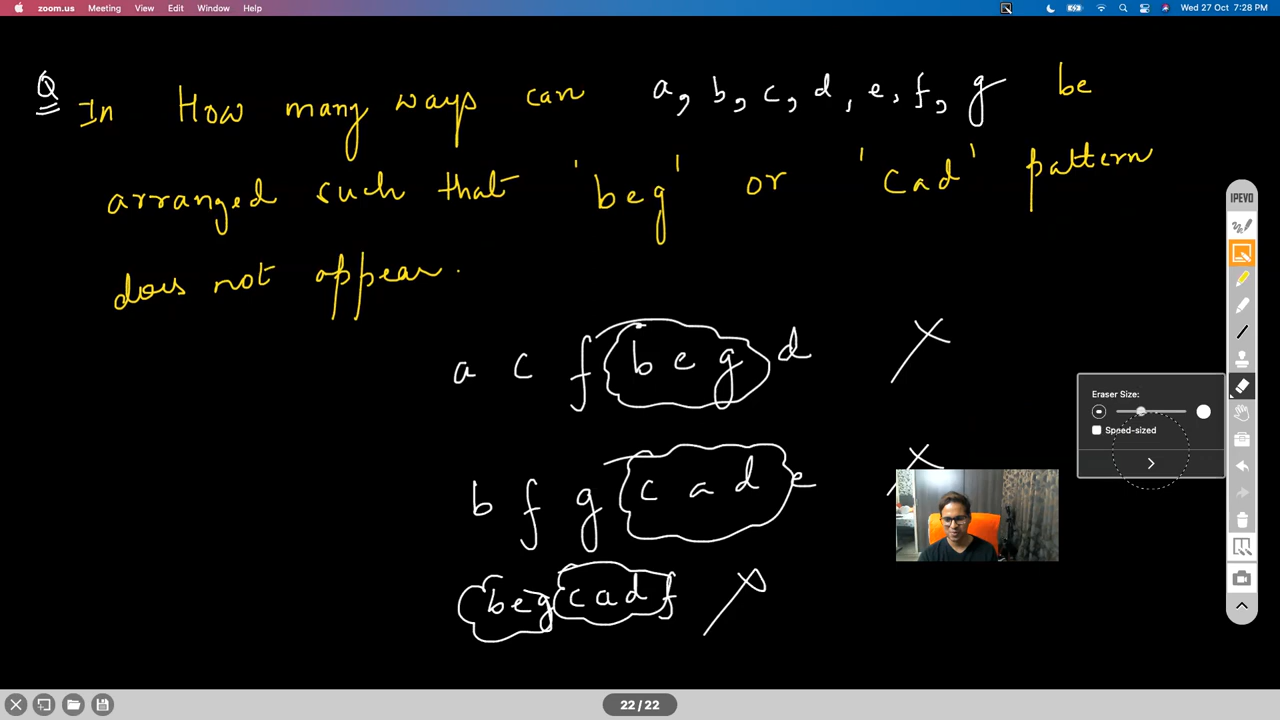 zoom.us Meeting View Edit Window Help Wed 27 Oct 7:28 PM
Q In How many ways can a, b, c, d, e, f, g be
arranged such that 'beg' or 'cad' pattern
does not appear.
a c f b e g d
b f g c a d e
b e g c a d f
IPEVO
Eraser Size:
Speed-sized
22 / 22